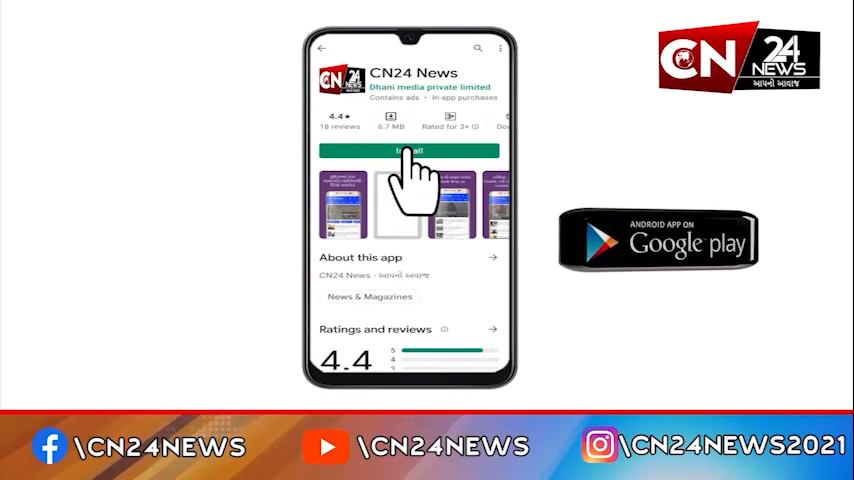 CN 24 NEWS
આપનો અવાજ
CN24 News
Dhani media private limited
Contains ads • In-app purchases
4.4★
18 reviews
6.7 MB
3+
Rated for 3+
About this app
CN24 News - આપનો અવાજ
News & Magazines
Ratings and reviews
4.4
5
4
3
ANDROID APP ON
Google play
\CN24NEWS
\CN24NEWS
\CN24NEWS2021